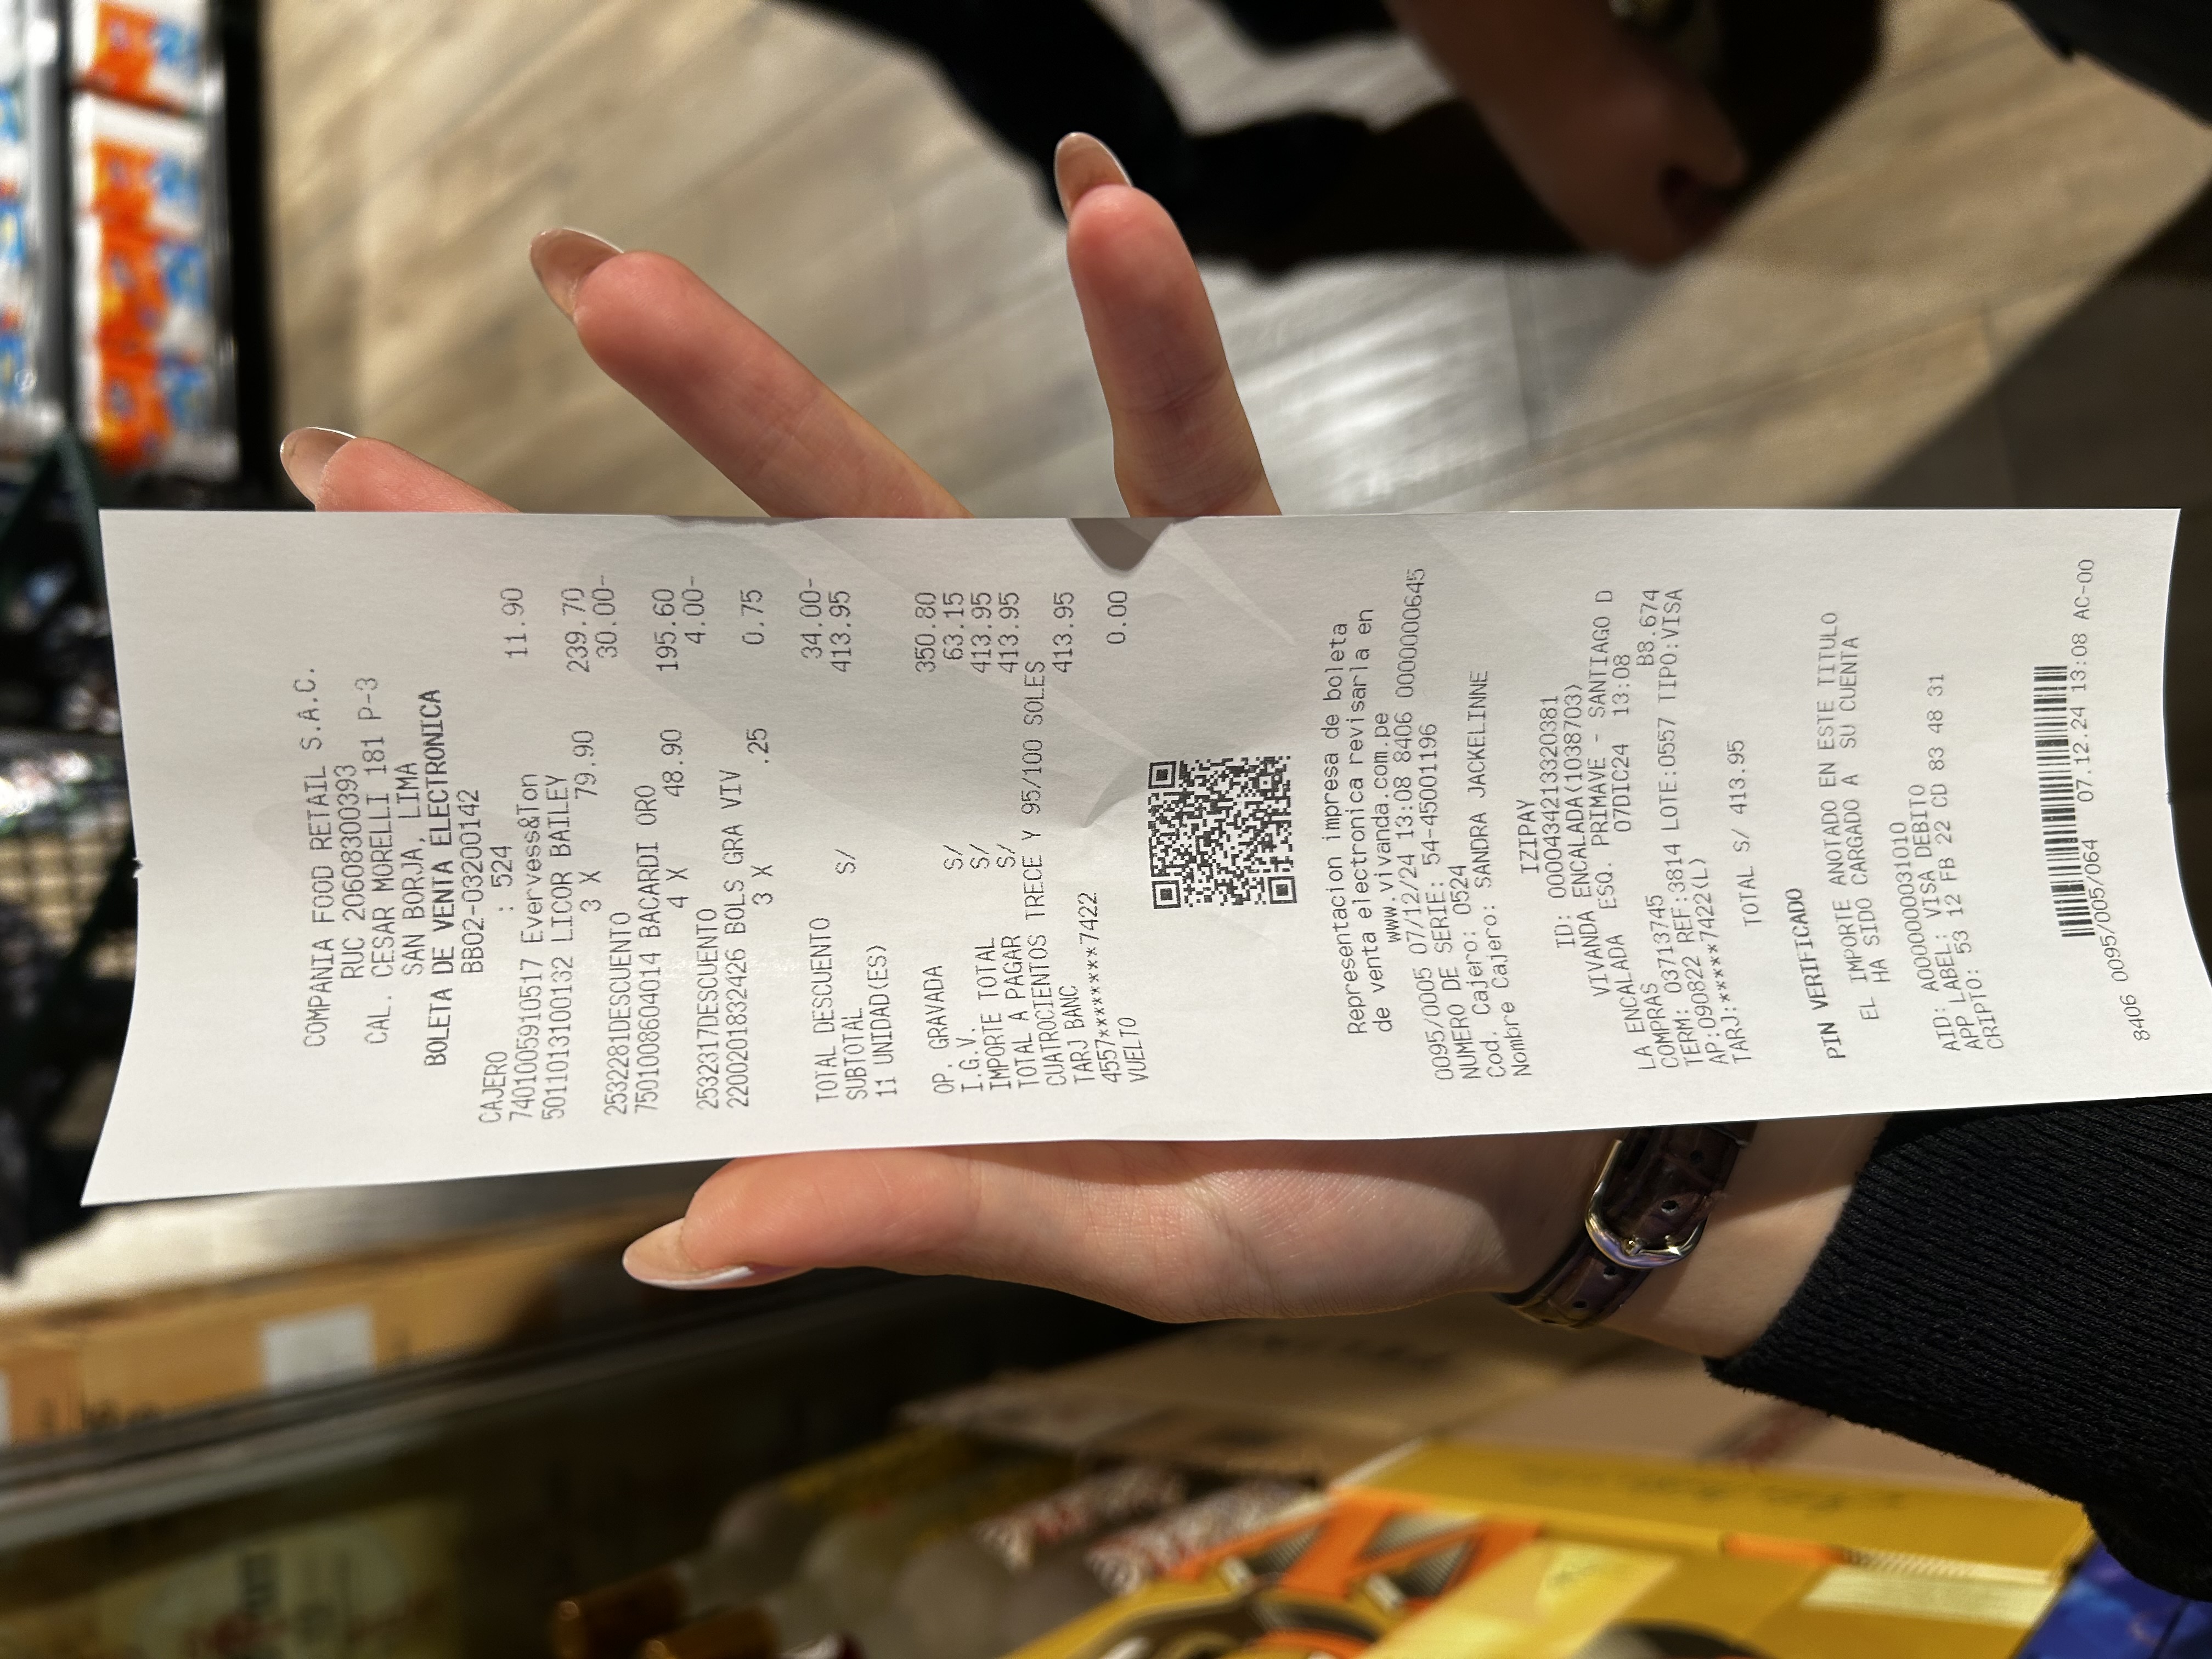 COMPANIA FOOD RETAIL S.A.C.
RUC 20608300393
CAL. CESAR MORELLI 181 P-3
SAN BORJA, LIMA
BOLETA DE VENTA ELECTRONICA
BB02-03200142
CAJERO : 524
7401005910517 Evervess&Ton 11.90
5011013100132 LICOR BAILEY
3 X 79.90 239.70
2532281DESCUENTO 30.00-
7501008604014 BACARDI ORO
4 X 48.90 195.60
2532317DESCUENTO 4.00-
2200201832426 BOLS GRA VIV
3 X .25 0.75
TOTAL DESCUENTO 34.00-
SUBTOTAL S/ 413.95
11 UNIDAD(ES)
OP. GRAVADA 350.80
I.G.V. S/ 63.15
IMPORTE TOTAL S/ 413.95
TOTAL A PAGAR S/ 413.95
CUATROCIENTOS TRECE Y 95/100 SOLES
TARJ BANC 413.95
4557********7422
VUELTO 0.00
Representacion impresa de boleta
de venta electronica revisarla en
www.vivanda.com.pe
0095/0005 07/12/24 13:08 8406 0000000645
NUMERO DE SERIE: 54-45001196
Cod. Cajero: 0524
Nombre Cajero: SANDRA JACKELINNE
IZIPAY
ID: 0000434213320381
VIVANDA ENCALADA(1038703)
LA ENCALADA ESQ. PRIMAVE - SANTIAGO D
COMPRAS 07DIC24 13:08
TERM: 03713745 B8.674
AP:090822 REF:3814 LOTE:0557 TIPO:VISA
TARJ:*****7422(L)
TOTAL S/ 413.95
PIN VERIFICADO
EL IMPORTE ANOTADO EN ESTE TITULO
HA SIDO CARGADO A SU CUENTA
AID: A0000000031010
APP LABEL: VISA DEBITO
CRIPTO: 53 12 FB 22 CD 83 48 31
8406 0095/005/064 07.12.24 13:08 AC-00